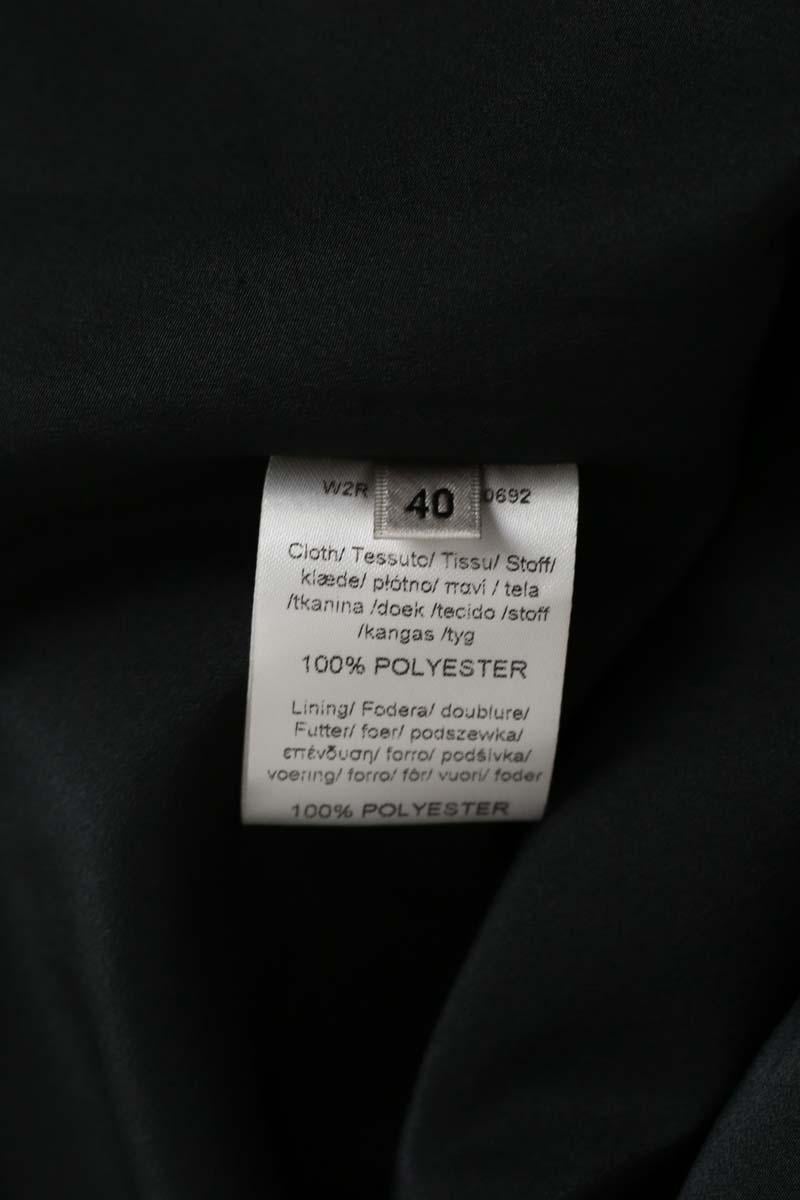 W2R 40 0692
Cloth/ Tessuto/ Tissu/ Stoff/
klæde/ płótno/ πανί / tela
/tkanina /doek /tecido /stoff
/kangas /tyg
100% POLYESTER
Lining/ Fodera/ doublure/
Futter/ foer/ podszewka/
επένδυση/ forro/ podšívka/
voering/ forro/ fôr/ vuori/ foder
100% POLYESTER